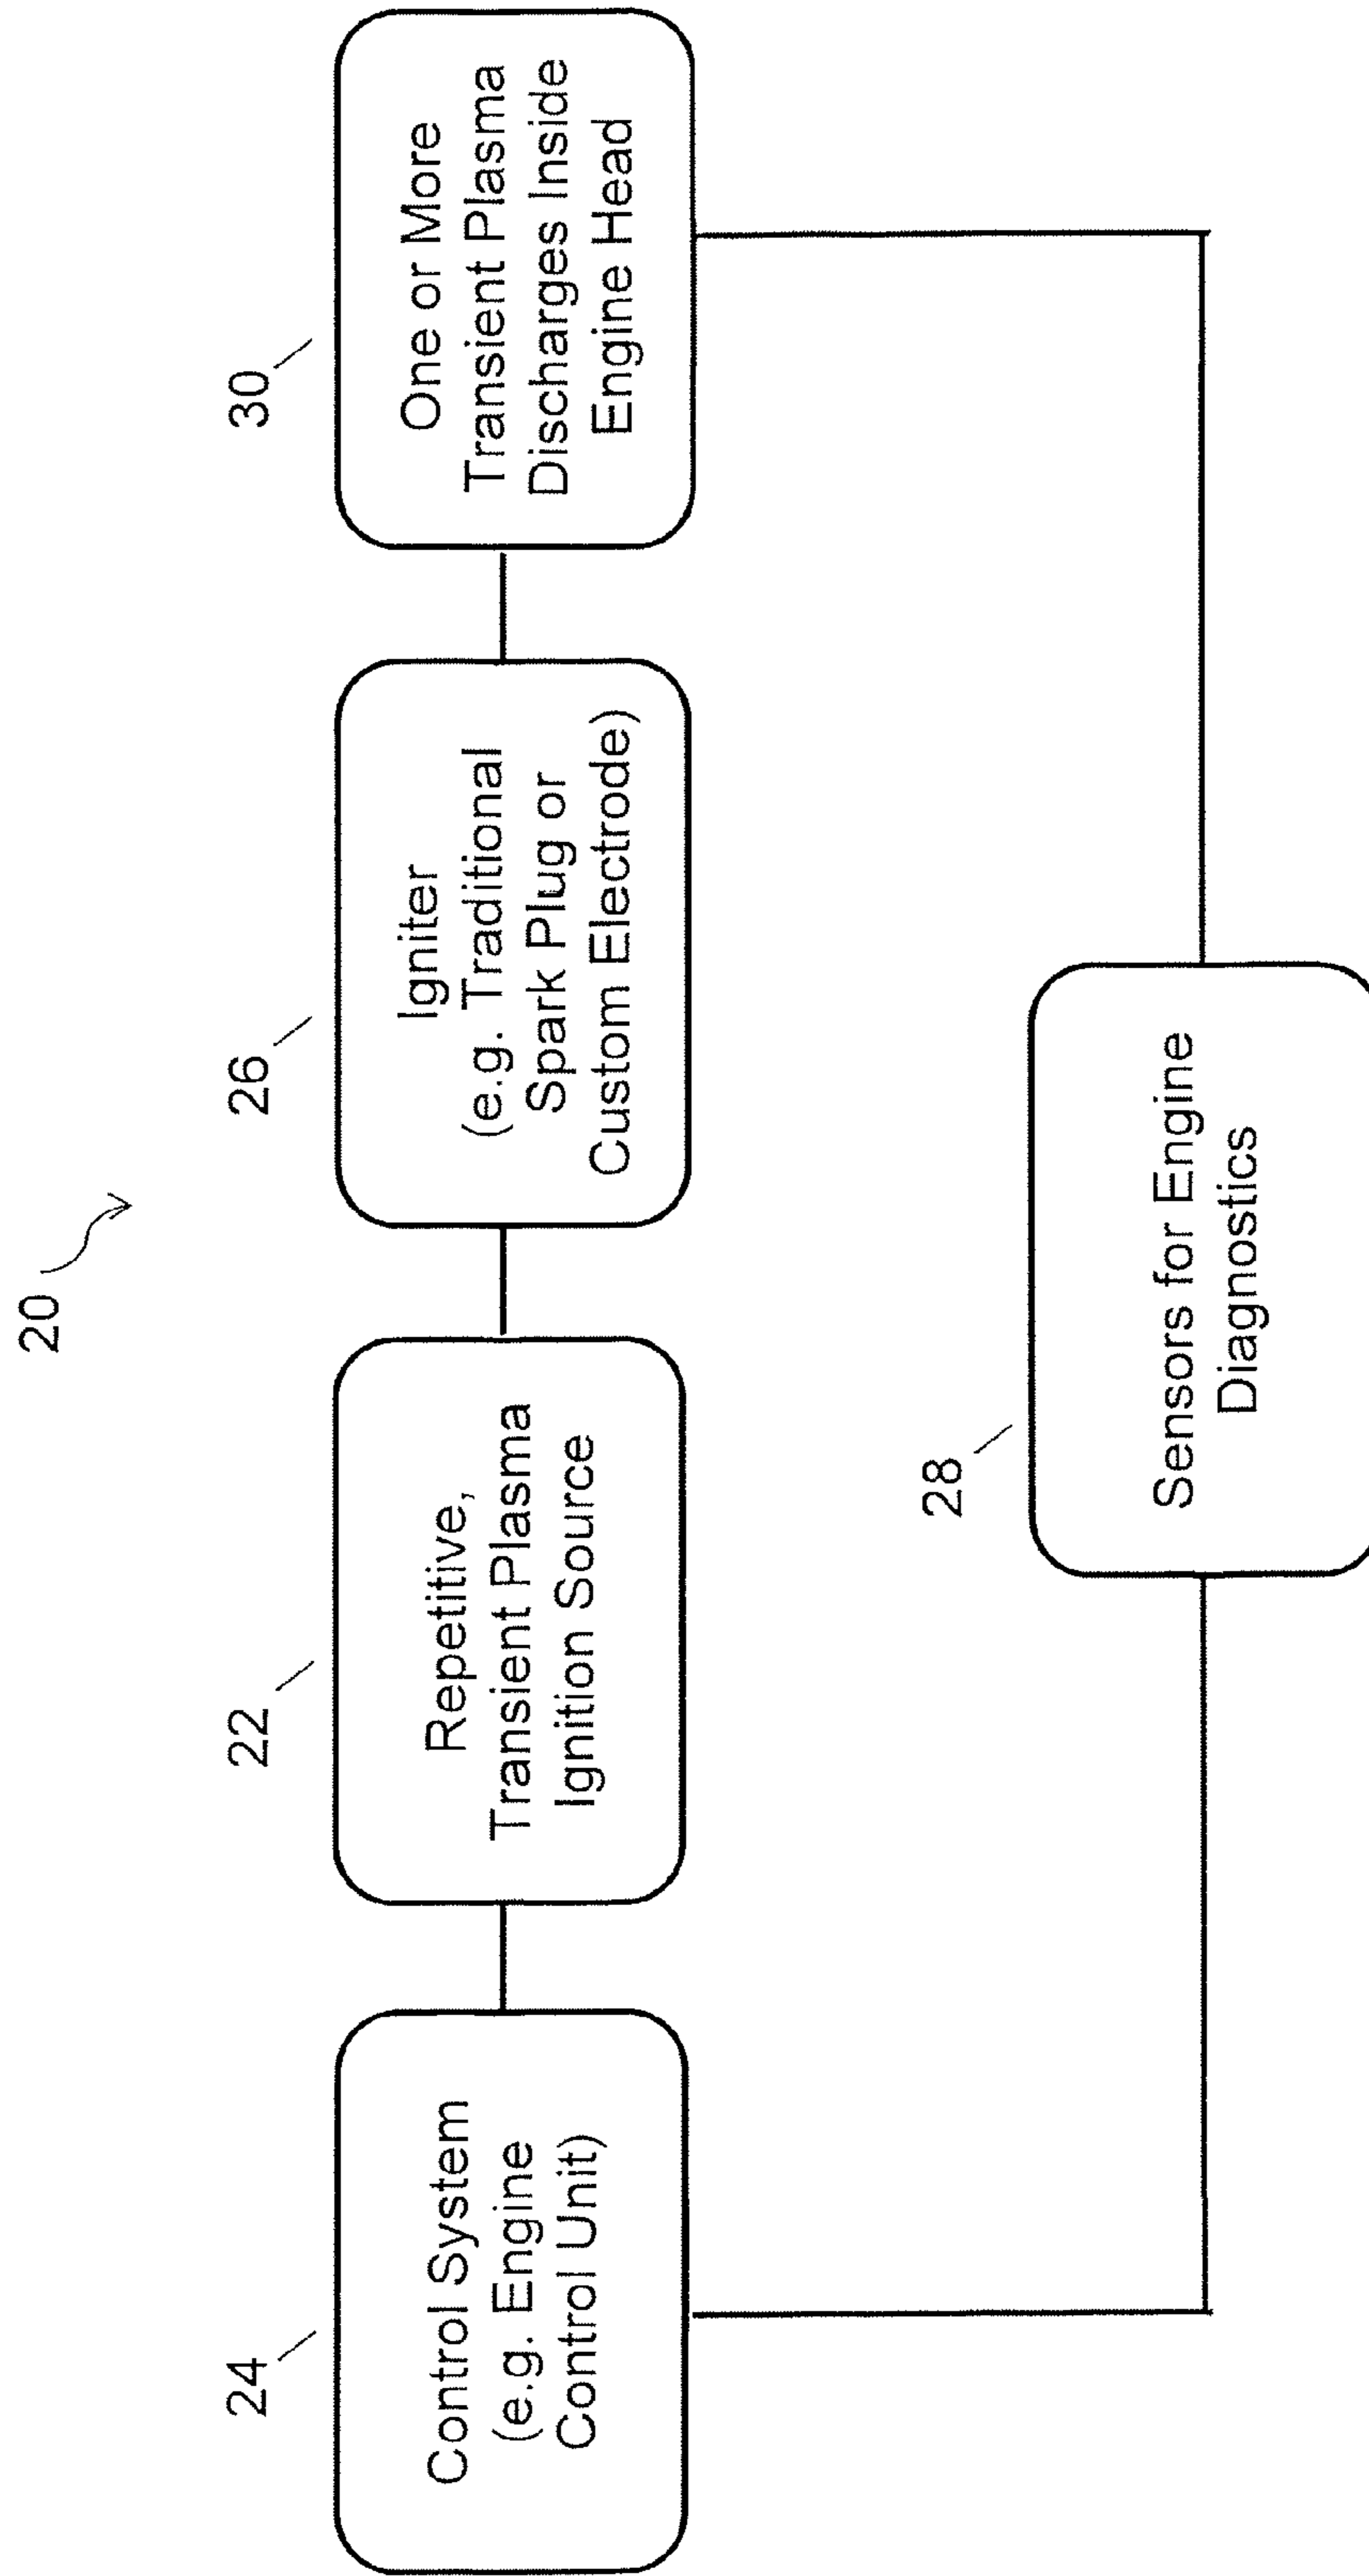 20
24
Control System
(e.g. Engine
Control Unit)
22
Repetitive,
Transient Plasma
Ignition Source
26
Igniter
(e.g. Traditional
Spark Plug or
Custom Electrode)
30
One or More
Transient Plasma
Discharges Inside
Engine Head
28
Sensors for Engine
Diagnostics